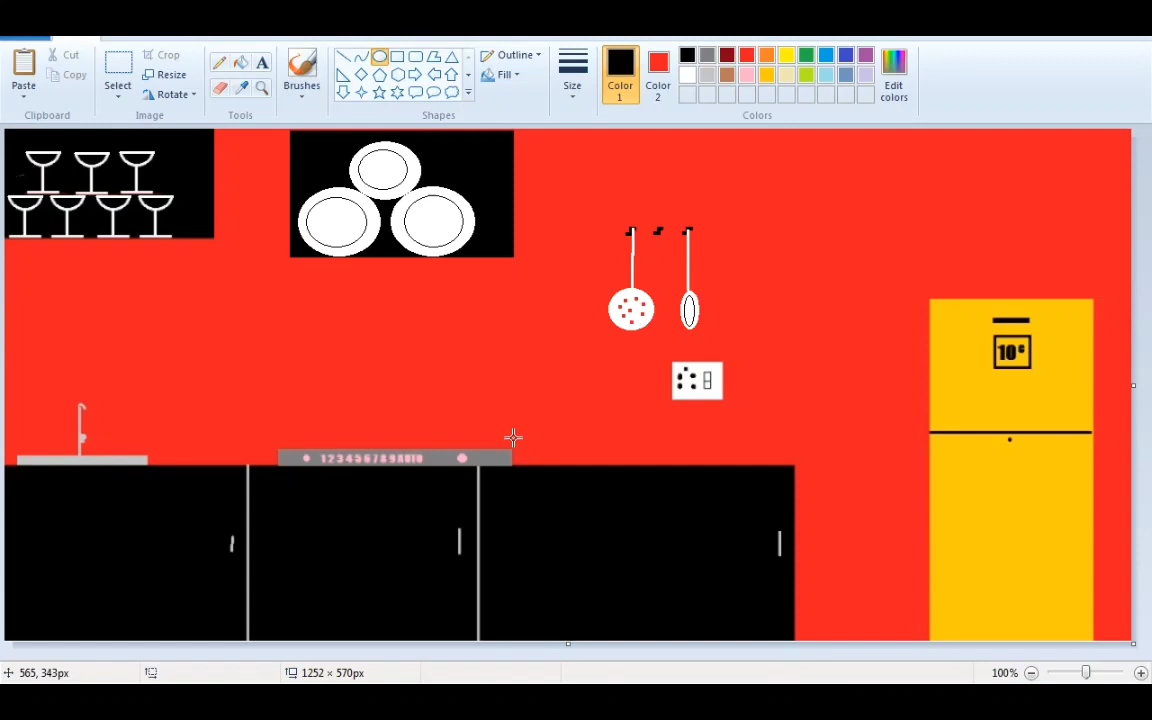 Cut
Crop
Outline
Paste
Copy
Select
Resize
A
Brushes
Fill
Size
Color
1
Color
2
Edit
colors
Rotate
Clipboard
Image
Tools
Shapes
Colors
10°
565, 343px
1252 × 570px
100%